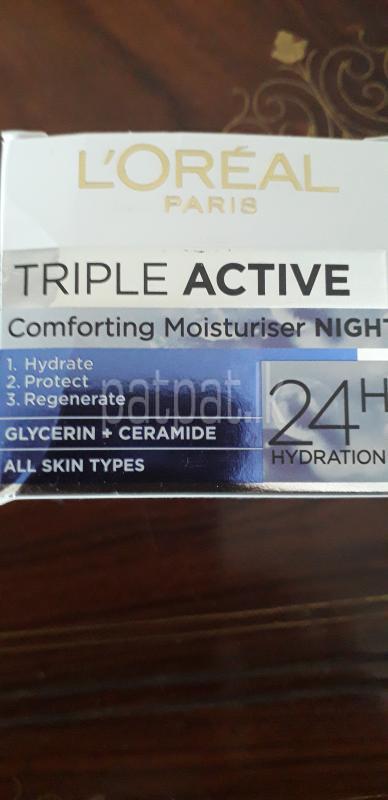 L'ORÉAL
PARIS
TRIPLE ACTIVE
Comforting Moisturiser NIGHT
1. Hydrate
2. Protect
3. Regenerate
patpat.l
GLYCERIN + CERAMIDE
24H
HYDRATION
ALL SKIN TYPES